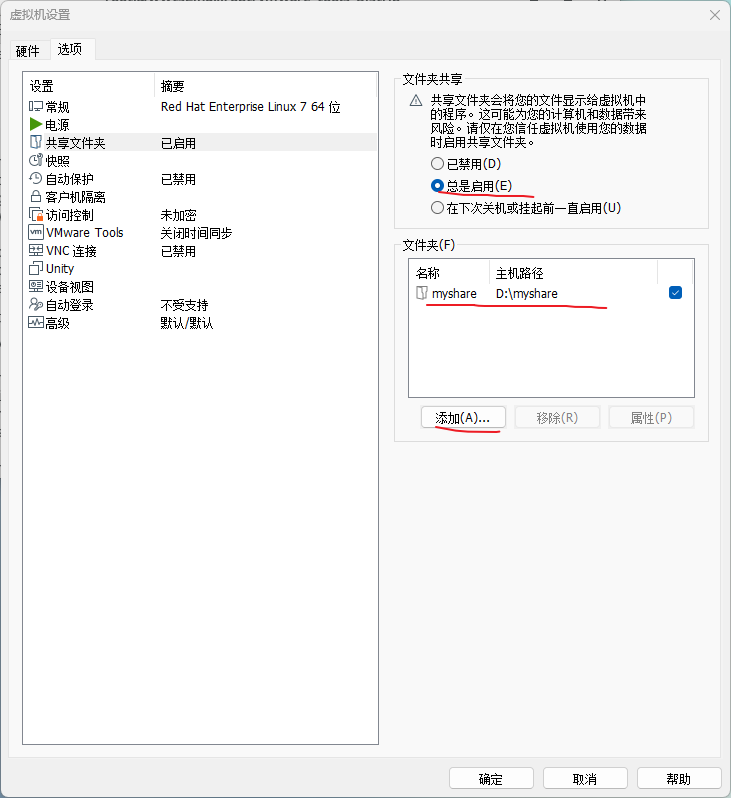 虚拟机设置
硬件 选项
设置 摘要
常规 Red Hat Enterprise Linux 7 64 位
电源
共享文件夹 已启用
快照
自动保护 已禁用
客户机隔离
访问控制 未加密
VMware Tools 关闭时间同步
VNC 连接 已禁用
Unity
设备视图
自动登录 不受支持
高级 默认/默认
文件夹共享
共享文件夹会将您的文件显示给虚拟机中
的程序。这可能为您的计算机和数据带来
风险。请仅在您信任虚拟机使用您的数据
时启用共享文件夹。
已禁用(D)
总是启用(E)
在下次关机或挂起前一直启用(U)
文件夹(F)
名称 主机路径
myshare D:\myshare
添加(A)... 移除(R) 属性(P)
确定 取消 帮助